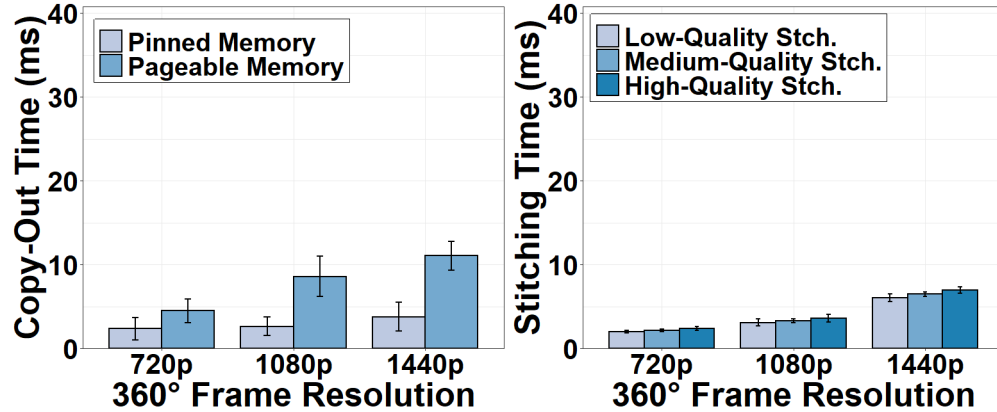 Copy-Out Time (ms)
40
30
20
10
0
Pinned Memory
Pageable Memory
720p 1080p 1440p
360° Frame Resolution
Stitching Time (ms)
40
30
20
10
0
Low-Quality Stch.
Medium-Quality Stch.
High-Quality Stch.
720p 1080p 1440p
360° Frame Resolution